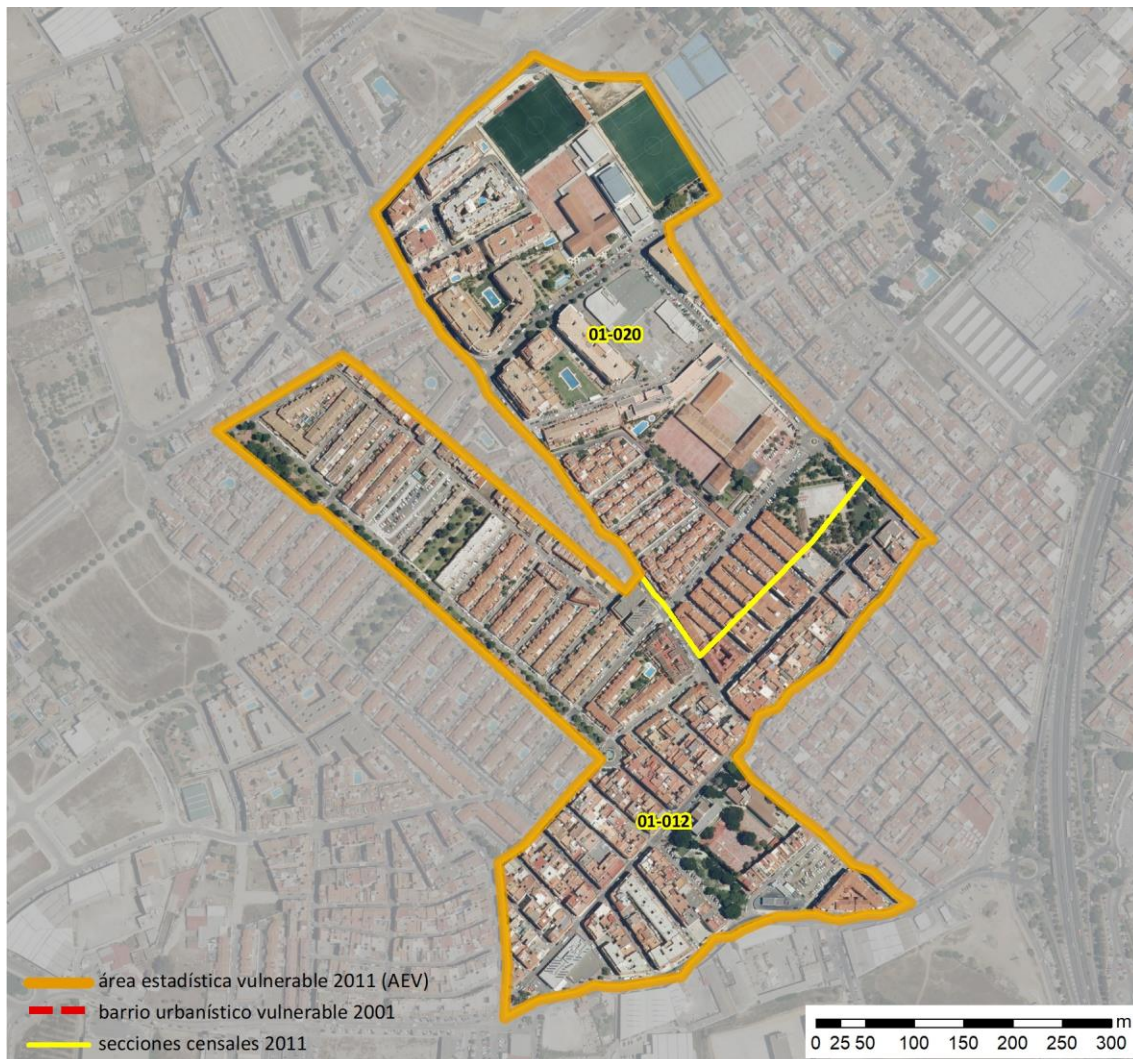 01-020
01-012
área estadística vulnerable 2011 (AEV)
barrio urbanístico vulnerable 2001
secciones censales 2011
m
0 25 50 100 150 200 250 300